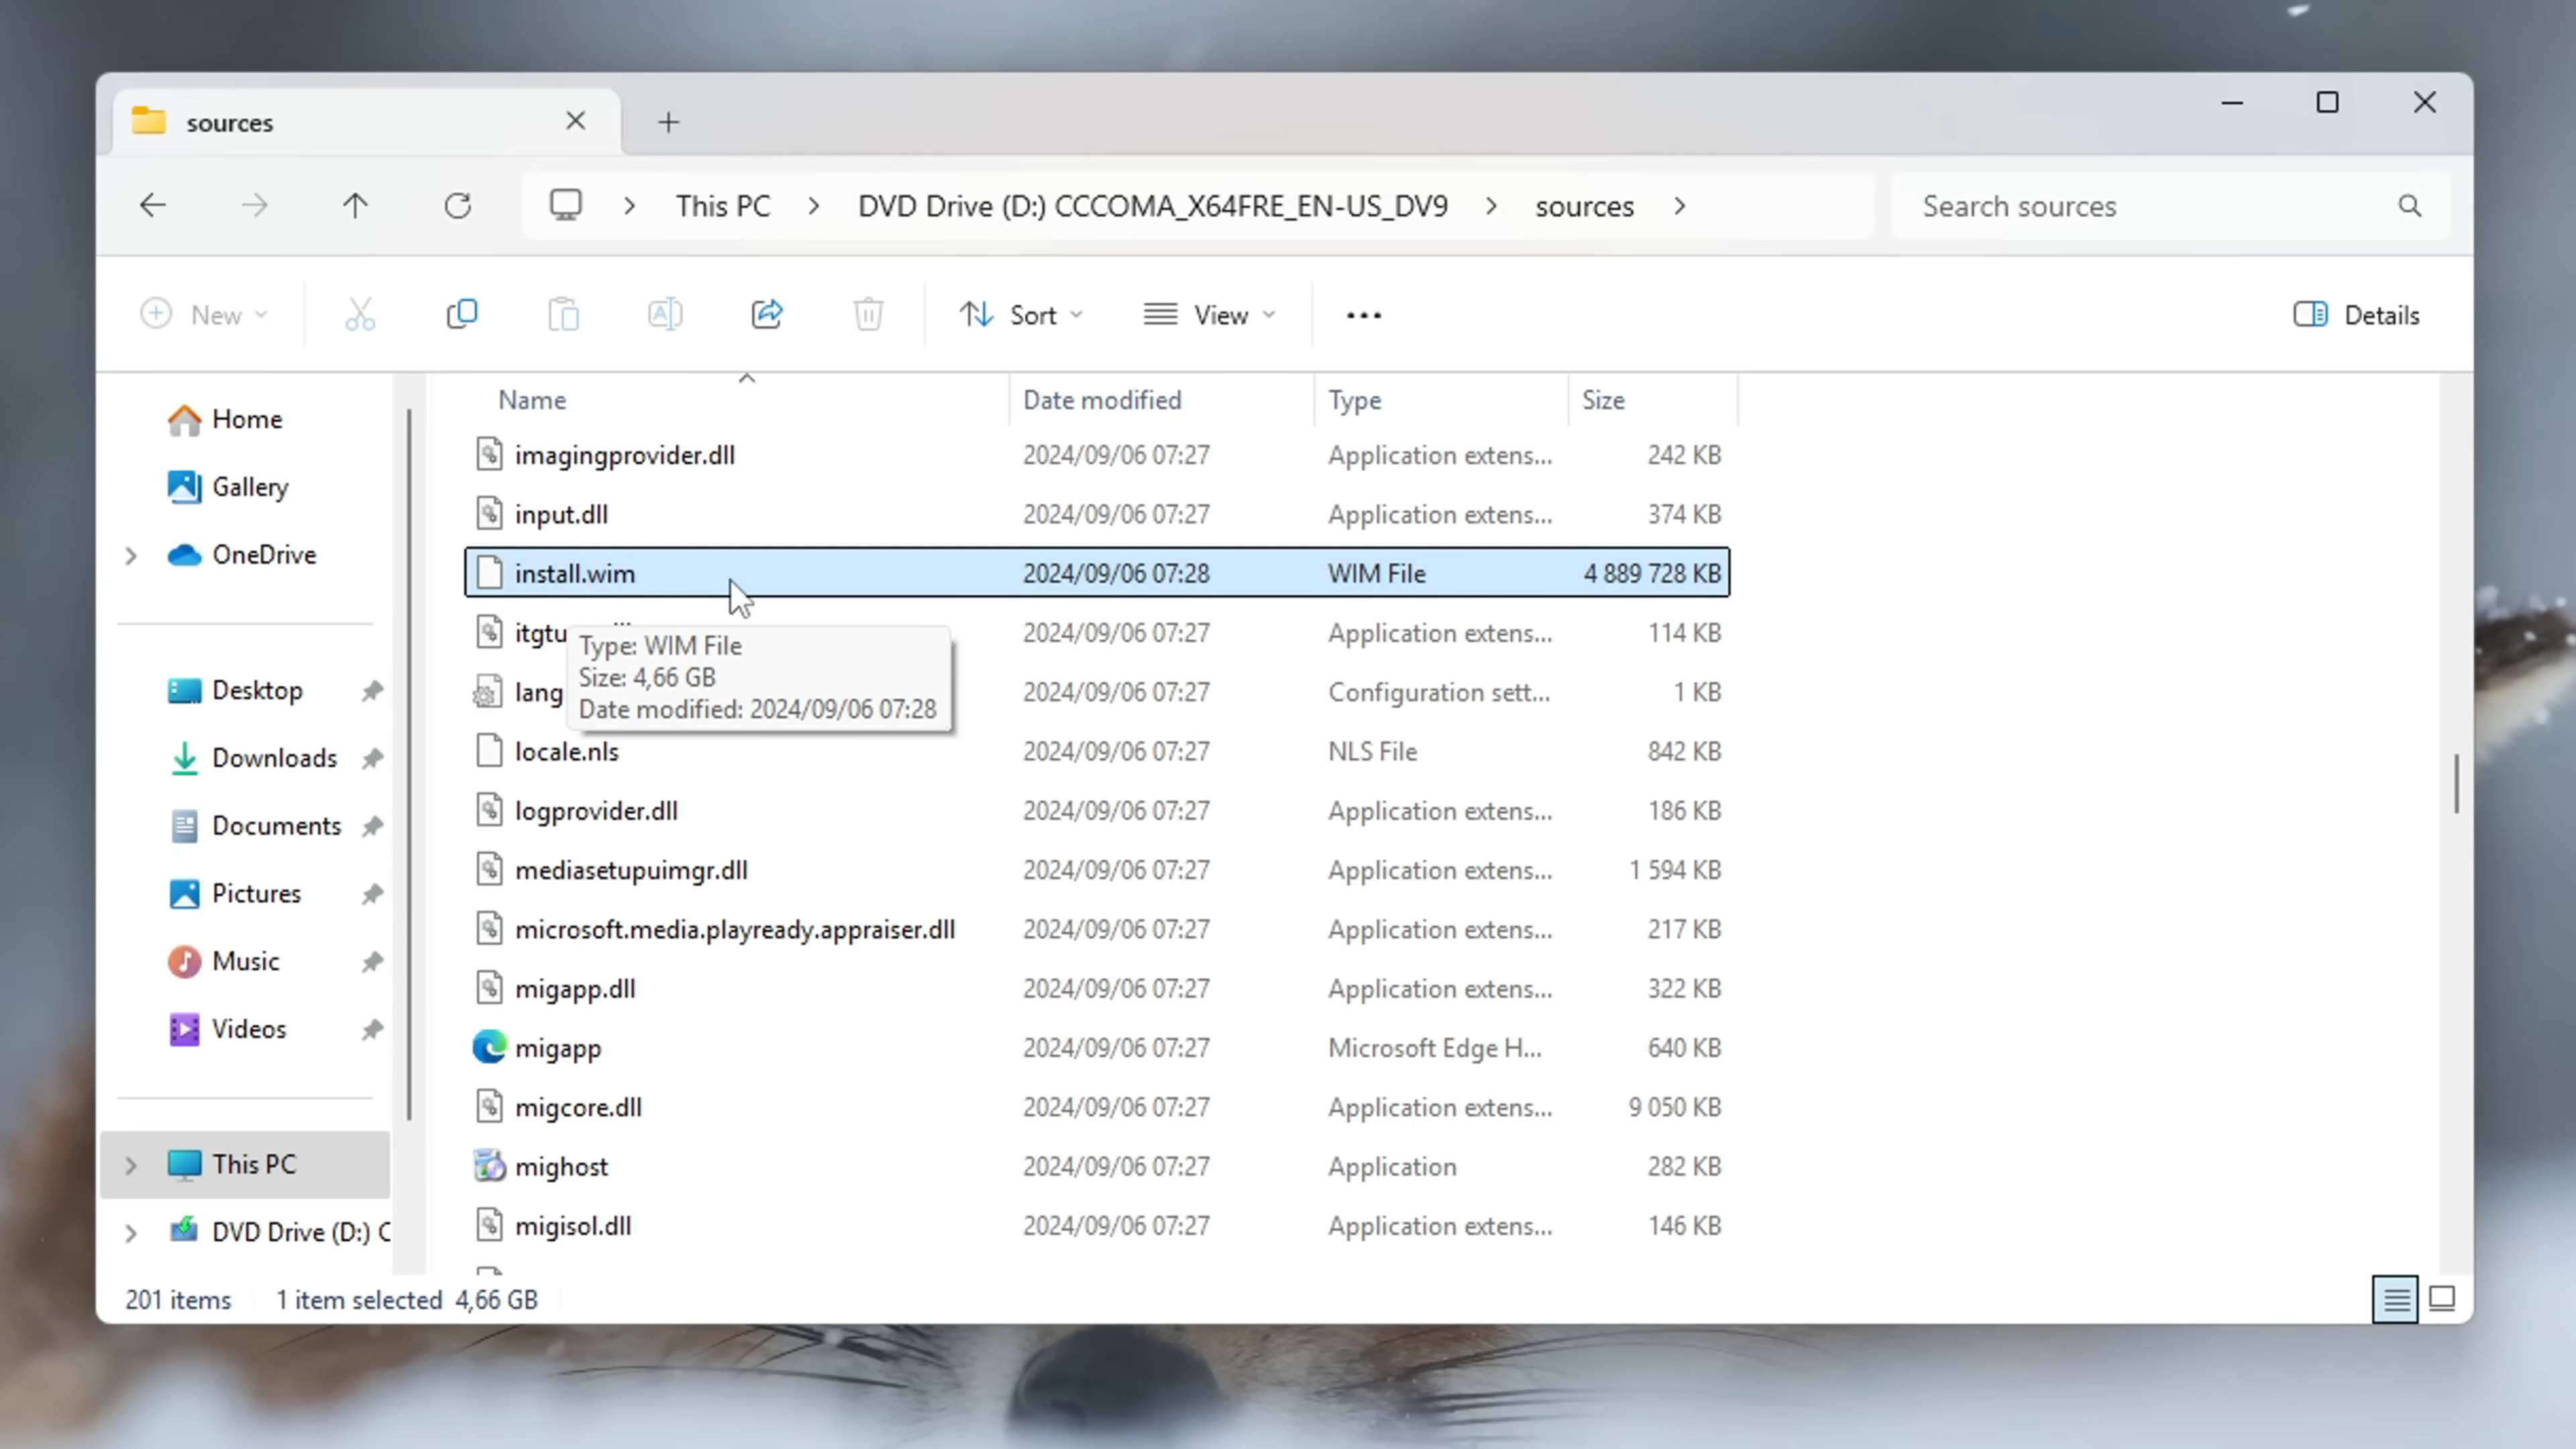 sources
This PC
DVD Drive (D:) CCCOMA_X64FRE_EN-US_DV9
sources
Search sources
New
Sort
View
Details
Home
Gallery
OneDrive
Desktop
Downloads
Documents
Pictures
Music
Videos
This PC
DVD Drive (D:) C
Name Date modified Type Size
imagingprovider.dll 2024/09/06 07:27 Application extens... 242 KB
input.dll 2024/09/06 07:27 Application extens... 374 KB
install.wim 2024/09/06 07:28 WIM File 4 889 728 KB
itgtu 2024/09/06 07:27 Application extens... 114 KB
lang 2024/09/06 07:27 Configuration sett... 1 KB
Type: WIM File
Size: 4,66 GB
Date modified: 2024/09/06 07:28
locale.nls 2024/09/06 07:27 NLS File 842 KB
logprovider.dll 2024/09/06 07:27 Application extens... 186 KB
mediasetupuimgr.dll 2024/09/06 07:27 Application extens... 1 594 KB
microsoft.media.playready.appraiser.dll 2024/09/06 07:27 Application extens... 217 KB
migapp.dll 2024/09/06 07:27 Application extens... 322 KB
migapp 2024/09/06 07:27 Microsoft Edge H... 640 KB
migcore.dll 2024/09/06 07:27 Application extens... 9 050 KB
mighost 2024/09/06 07:27 Application 282 KB
migisol.dll 2024/09/06 07:27 Application extens... 146 KB
201 items 1 item selected 4,66 GB